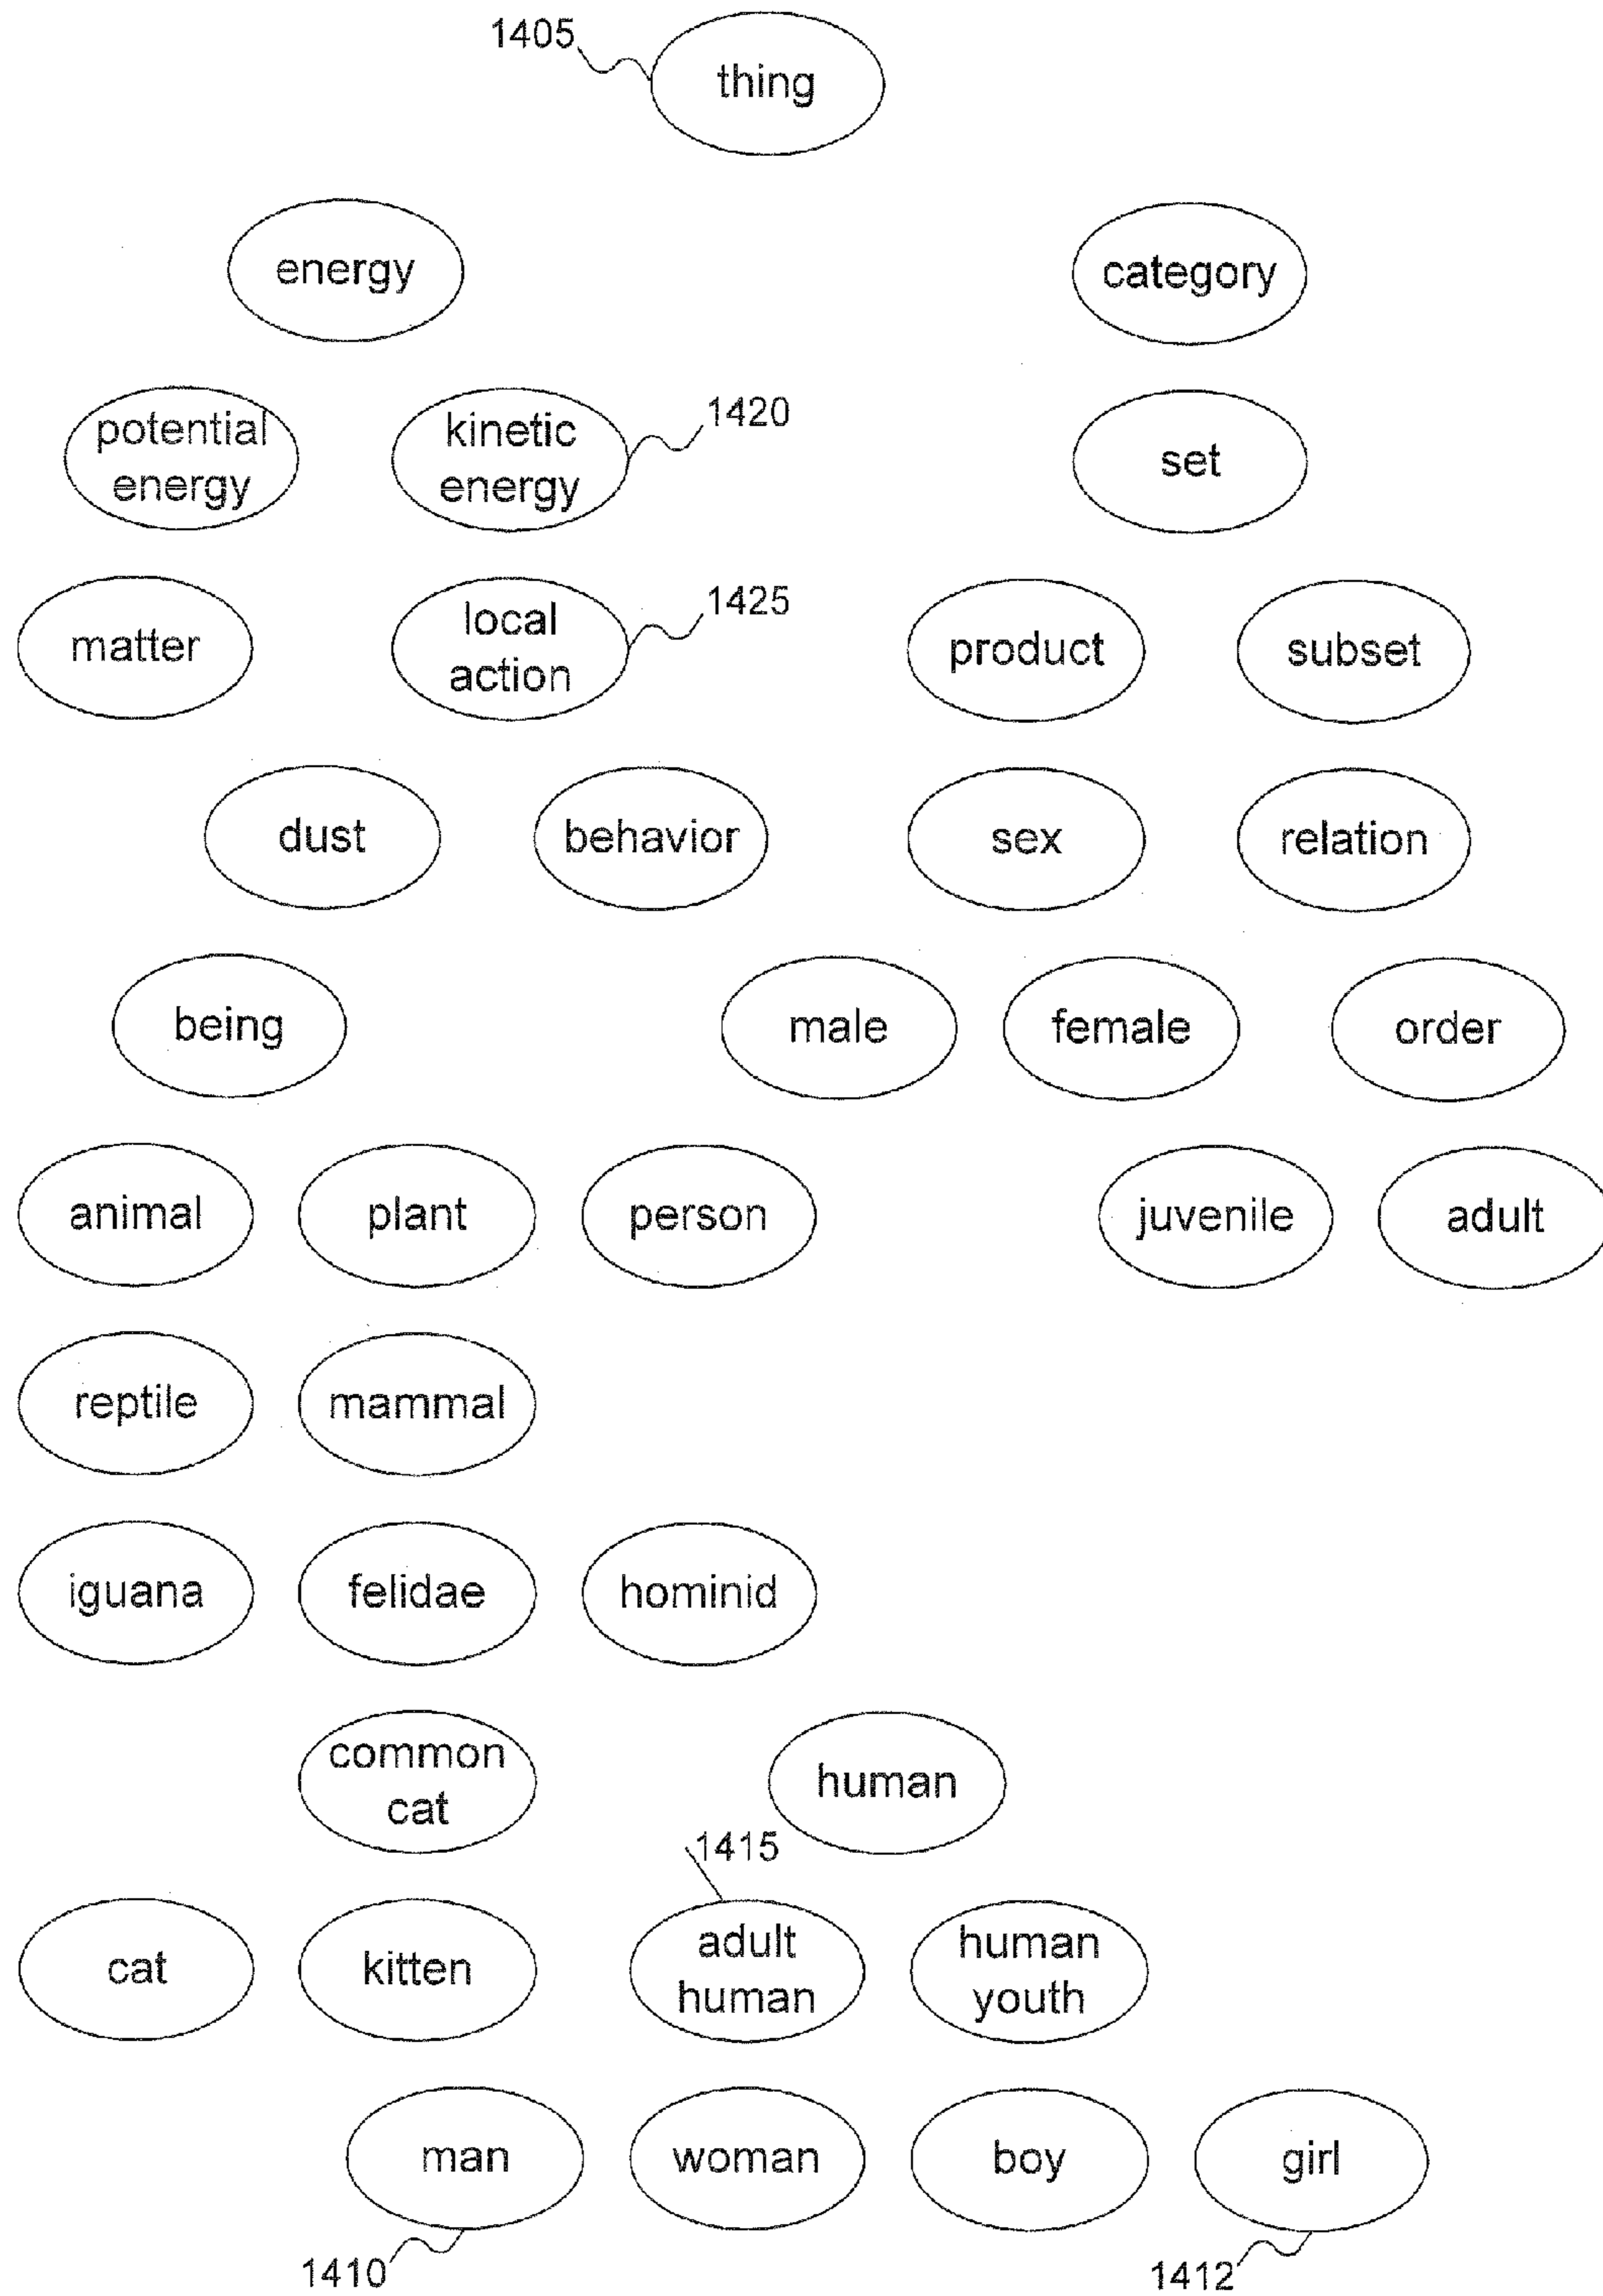 1405
thing
energy
category
potential
energy
kinetic
energy
1420
set
matter
local
action
1425
product
subset
dust
behavior
sex
relation
being
male
female
order
animal
plant
person
juvenile
adult
reptile
mammal
iguana
felidae
hominid
common
cat
human
1415
cat
kitten
adult
human
human
youth
man
woman
boy
girl
1410
1412